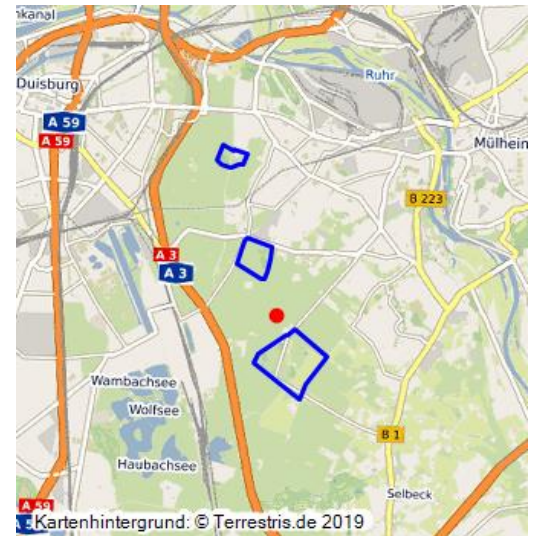 nkanal
Ruhr
Duisburg
A 59
A 59
Mülhein
B 223
A 3
A 3
Wambachsee
Wolfsee
B 1
Haubachsee
Selbeck
A 59
Kartenhintergrund: © Terrestris.de 2019